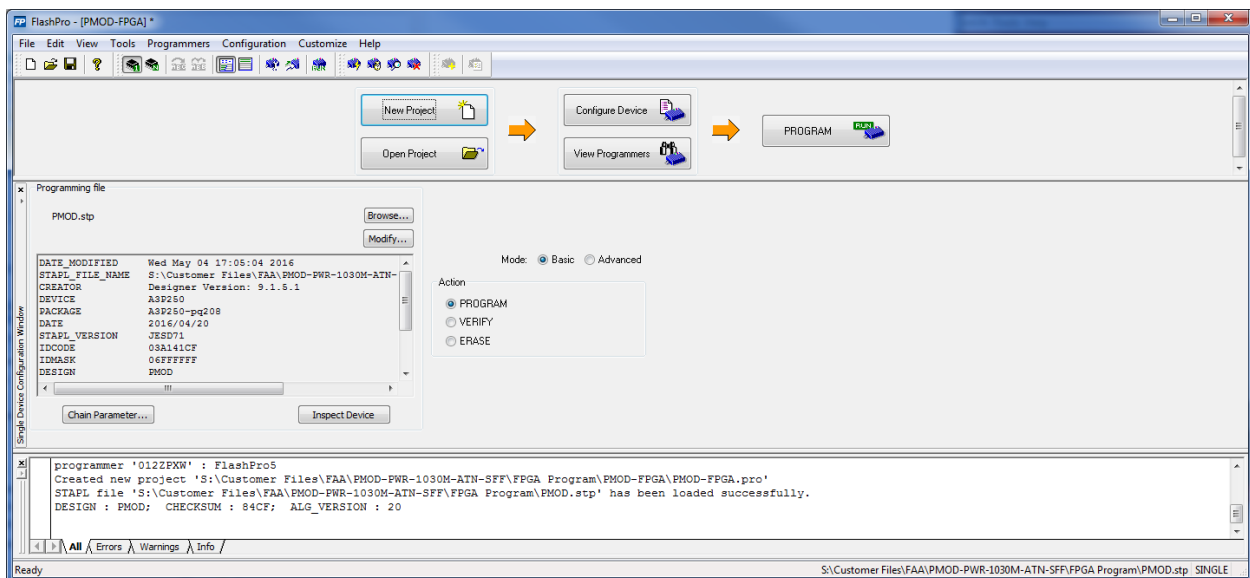 FlashPro - [PMOD-FPGA] *
File Edit View Tools Programmers Configuration Customize Help
New Project
Configure Device
RUN
PROGRAM
Open Project
View Programmers
Programming file
PMOD.stp
Browse...
Modify...
DATE_MODIFIED Wed May 04 17:05:04 2016
STAPL_FILE_NAME S:\Customer Files\FAA\PMOD-PWR-1030M-ATN-
CREATOR Designer Version: 9.1.5.1
DEVICE A3P250
PACKAGE A3P250-pq208
DATE 2016/04/20
STAPL_VERSION JESD71
IDCODE 03A141CF
IDMASK 06FFFFFF
DESIGN PMOD
Chain Parameter...
Inspect Device
Mode: Basic Advanced
Action
PROGRAM
VERIFY
ERASE
Single Device Configuration Window
programmer '012ZPXW' : FlashPro5
Created new project 'S:\Customer Files\FAA\PMOD-PWR-1030M-ATN-SFF\FPGA Program\PMOD-FPGA\PMOD-FPGA.pro'
STAPL file 'S:\Customer Files\FAA\PMOD-PWR-1030M-ATN-SFF\FPGA Program\PMOD.stp' has been loaded successfully.
DESIGN : PMOD; CHECKSUM : 84CF; ALG_VERSION : 20
All Errors Warnings Info
Ready
S:\Customer Files\FAA\PMOD-PWR-1030M-ATN-SFF\FPGA Program\PMOD.stp SINGLE